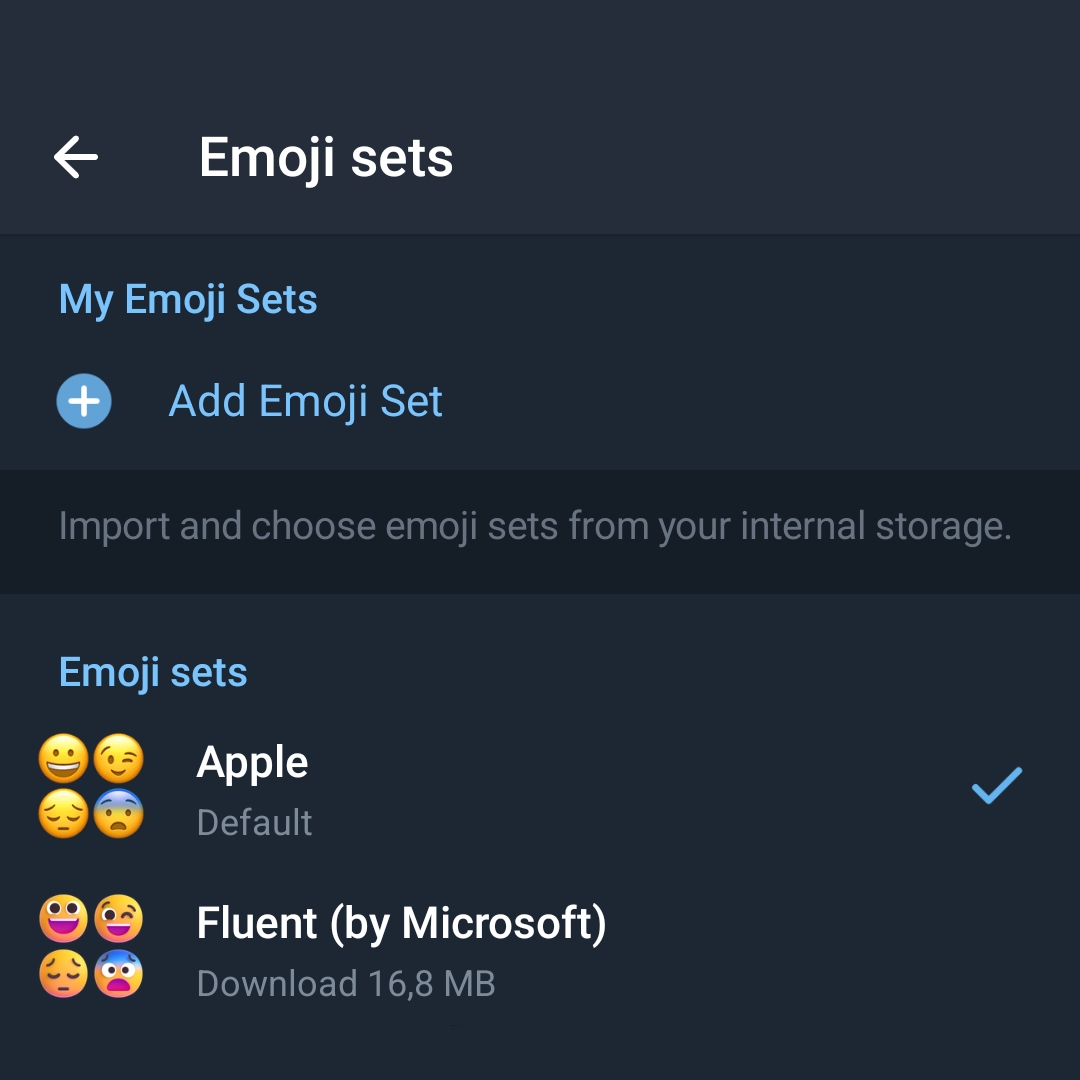 Emoji sets
My Emoji Sets
Add Emoji Set
Import and choose emoji sets from your internal storage.
Emoji sets
Apple
Default
Fluent (by Microsoft)
Download 16,8 MB